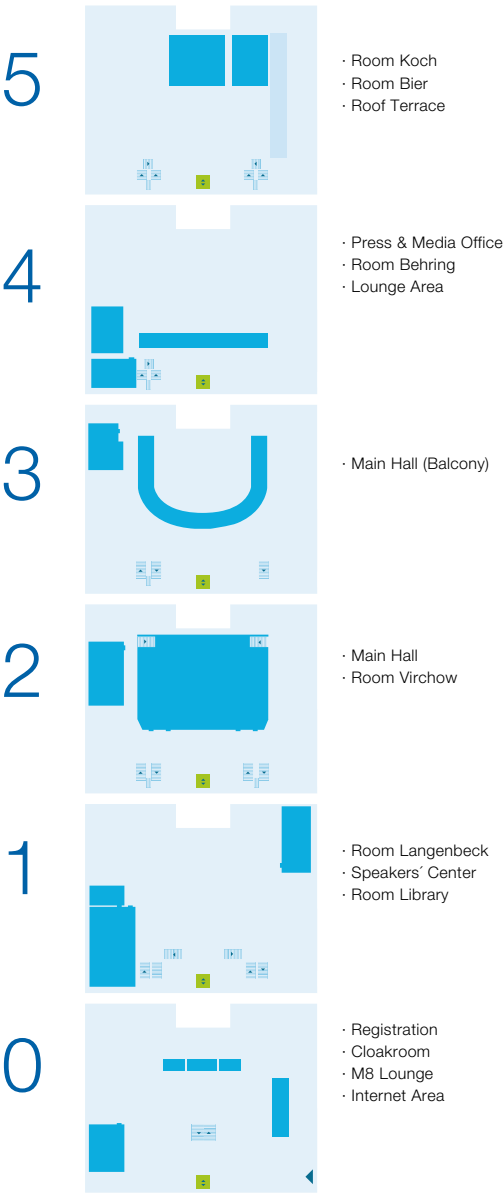 5
· Room Koch
· Room Bier
· Roof Terrace
4
· Press & Media Office
· Room Behring
· Lounge Area
3
· Main Hall (Balcony)
2
· Main Hall
· Room Virchow
1
· Room Langenbeck
· Speakers´ Center
· Room Library
0
· Registration
· Cloakroom
· M8 Lounge
· Internet Area